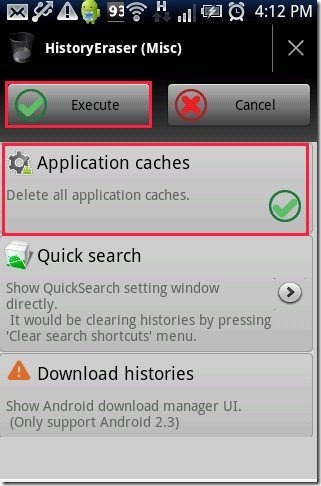 93 H 4:12 PM
HistoryEraser (Misc)
Execute Cancel
Application caches
Delete all application caches.
Quick search
Show QuickSearch setting window
directly.
It would be clearing histories by pressing
'Clear search shortcuts' menu.
Download histories
Show Android download manager UI.
(Only support Android 2.3)